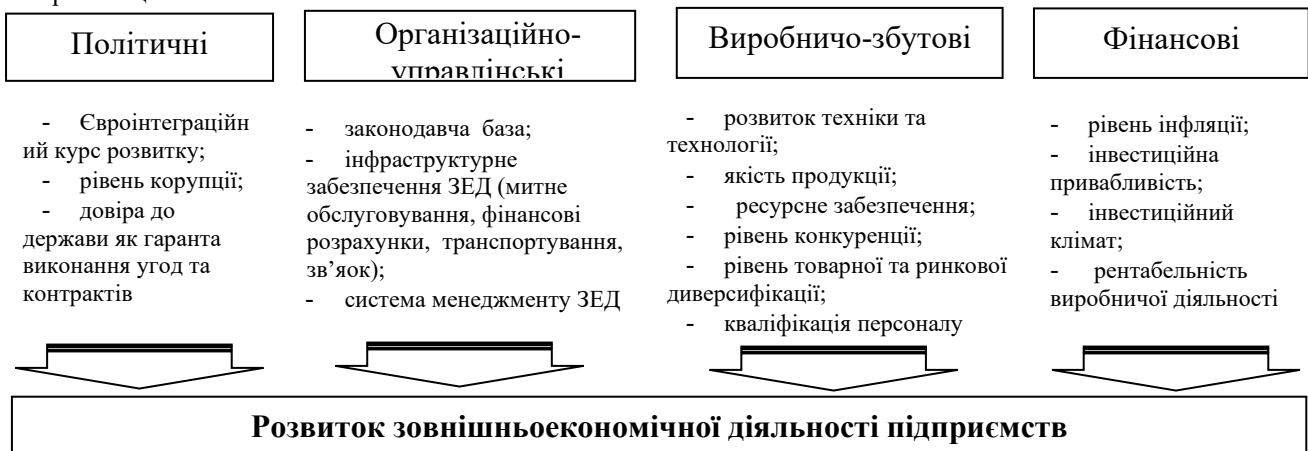 Політичні
Організаційно-
управлінські
Виробничо-збутові
Фінансові
- Євроінтеграційн
ий курс розвитку;
- рівень корупції;
- довіра до
держави як гаранта
виконання угод та
контрактів
- законодавча база;
- інфраструктурне
забезпечення ЗЕД (митне
обслуговування, фінансові
розрахунки, транспортування,
зв’язок);
- система менеджменту ЗЕД
- розвиток техніки та
технології;
- якість продукції;
- ресурсне забезпечення;
- рівень конкуренції;
- рівень товарної та ринкової
диверсифікації;
- кваліфікація персоналу
- рівень інфляції;
- інвестиційна
привабливість;
- інвестиційний
клімат;
- рентабельність
виробничої діяльності
Розвиток зовнішньоекономічної діяльності підприємств